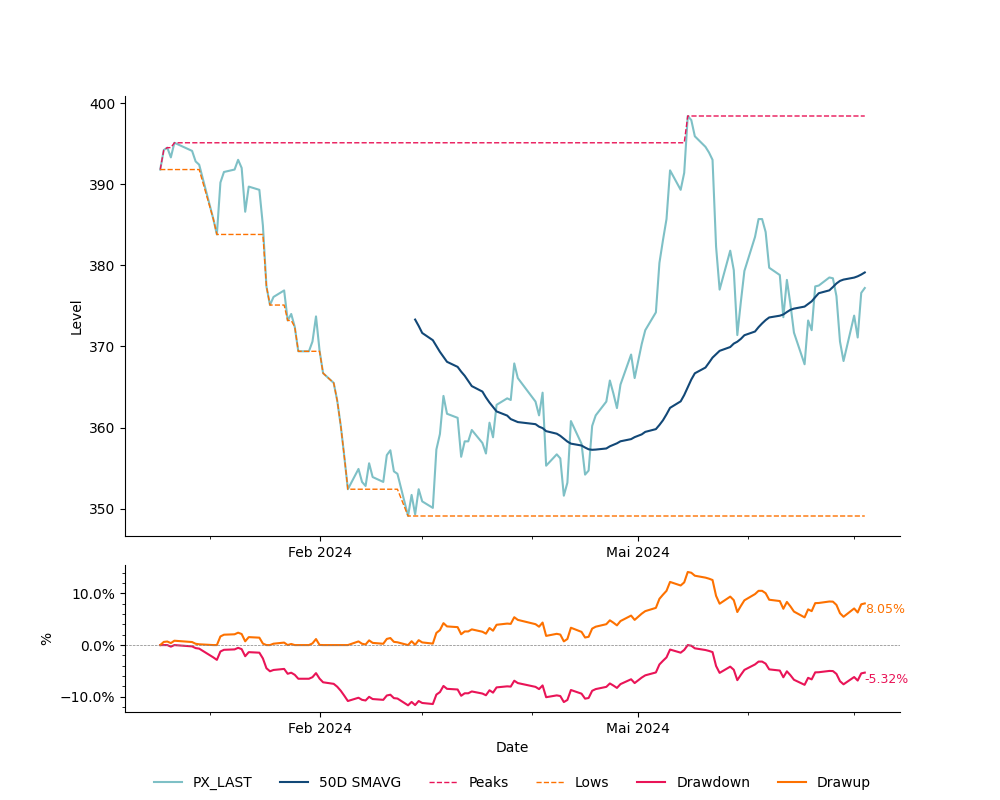 400
390
380
370
360
350
Level
Feb 2024
Mai 2024
10.0%
0.0%
−10.0%
%
8.05%
-5.32%
Feb 2024
Mai 2024
Date
PX_LAST
50D SMAVG
Peaks
Lows
Drawdown
Drawup